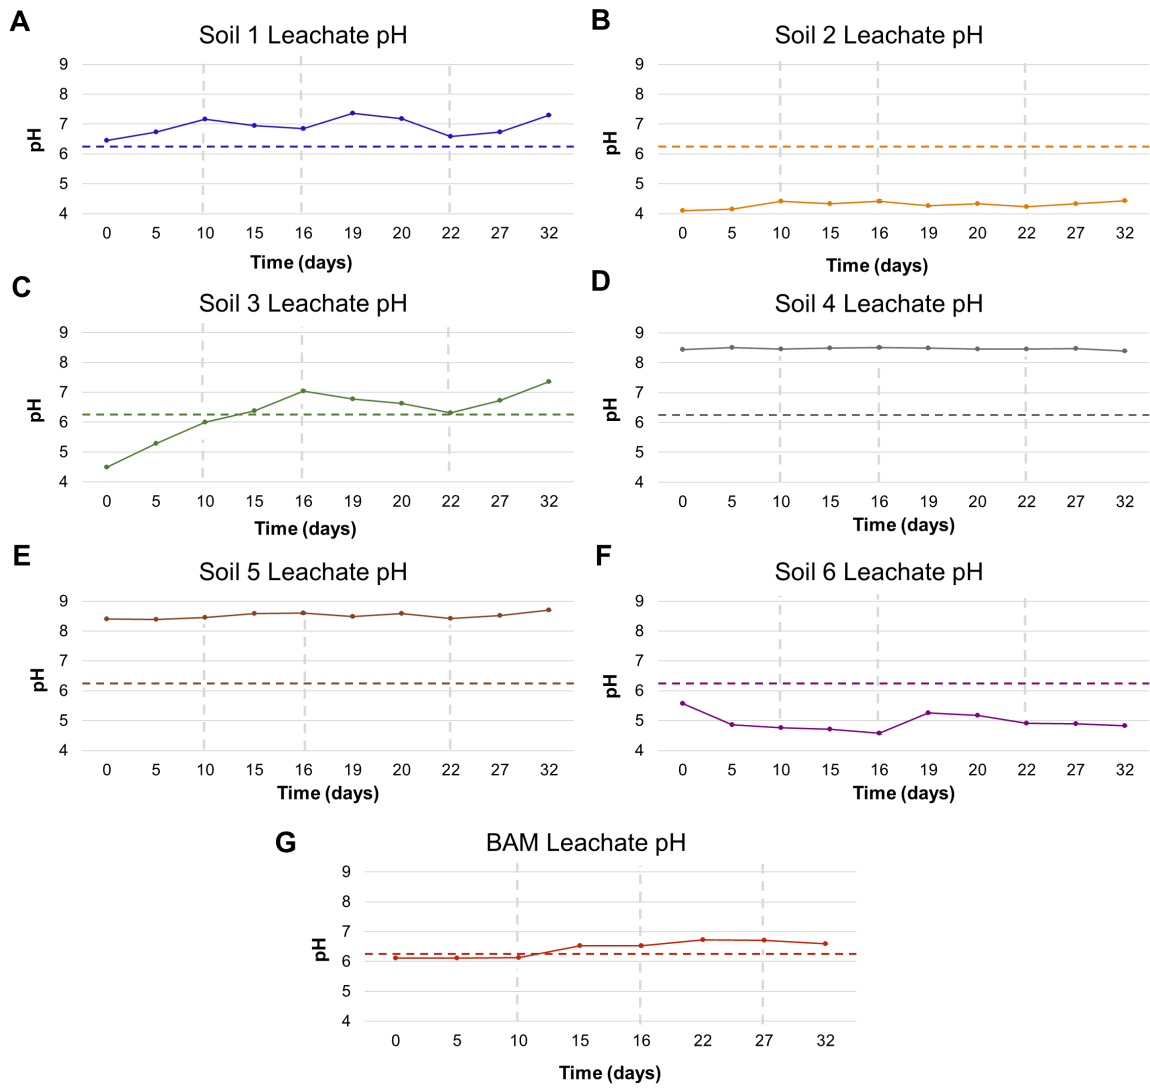 A
Soil 1 Leachate pH
9
8
7
6
5
4
pH
0 5 10 15 16 19 20 22 27 32
Time (days)
B
Soil 2 Leachate pH
9
8
7
6
5
4
pH
0 5 10 15 16 19 20 22 27 32
Time (days)
C
Soil 3 Leachate pH
9
8
7
6
5
4
pH
0 5 10 15 16 19 20 22 27 32
Time (days)
D
Soil 4 Leachate pH
9
8
7
6
5
4
pH
0 5 10 15 16 19 20 22 27 32
Time (days)
E
Soil 5 Leachate pH
9
8
7
6
5
4
pH
0 5 10 15 16 19 20 22 27 32
Time (days)
F
Soil 6 Leachate pH
9
8
7
6
5
4
pH
0 5 10 15 16 19 20 22 27 32
Time (days)
G
BAM Leachate pH
9
8
7
6
5
4
pH
0 5 10 15 16 22 27 32
Time (days)